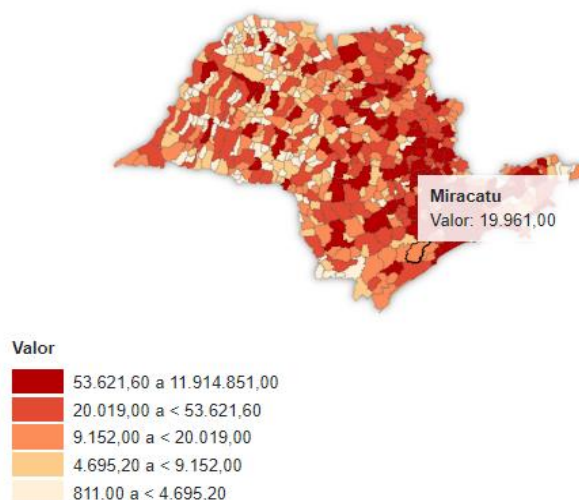 Miracatu
Valor: 19.961,00
Valor
53.621,60 a 11.914.851,00
20.019,00 a < 53.621,60
9.152,00 a < 20.019,00
4.695,20 a < 9.152,00
811,00 a < 4.695,20